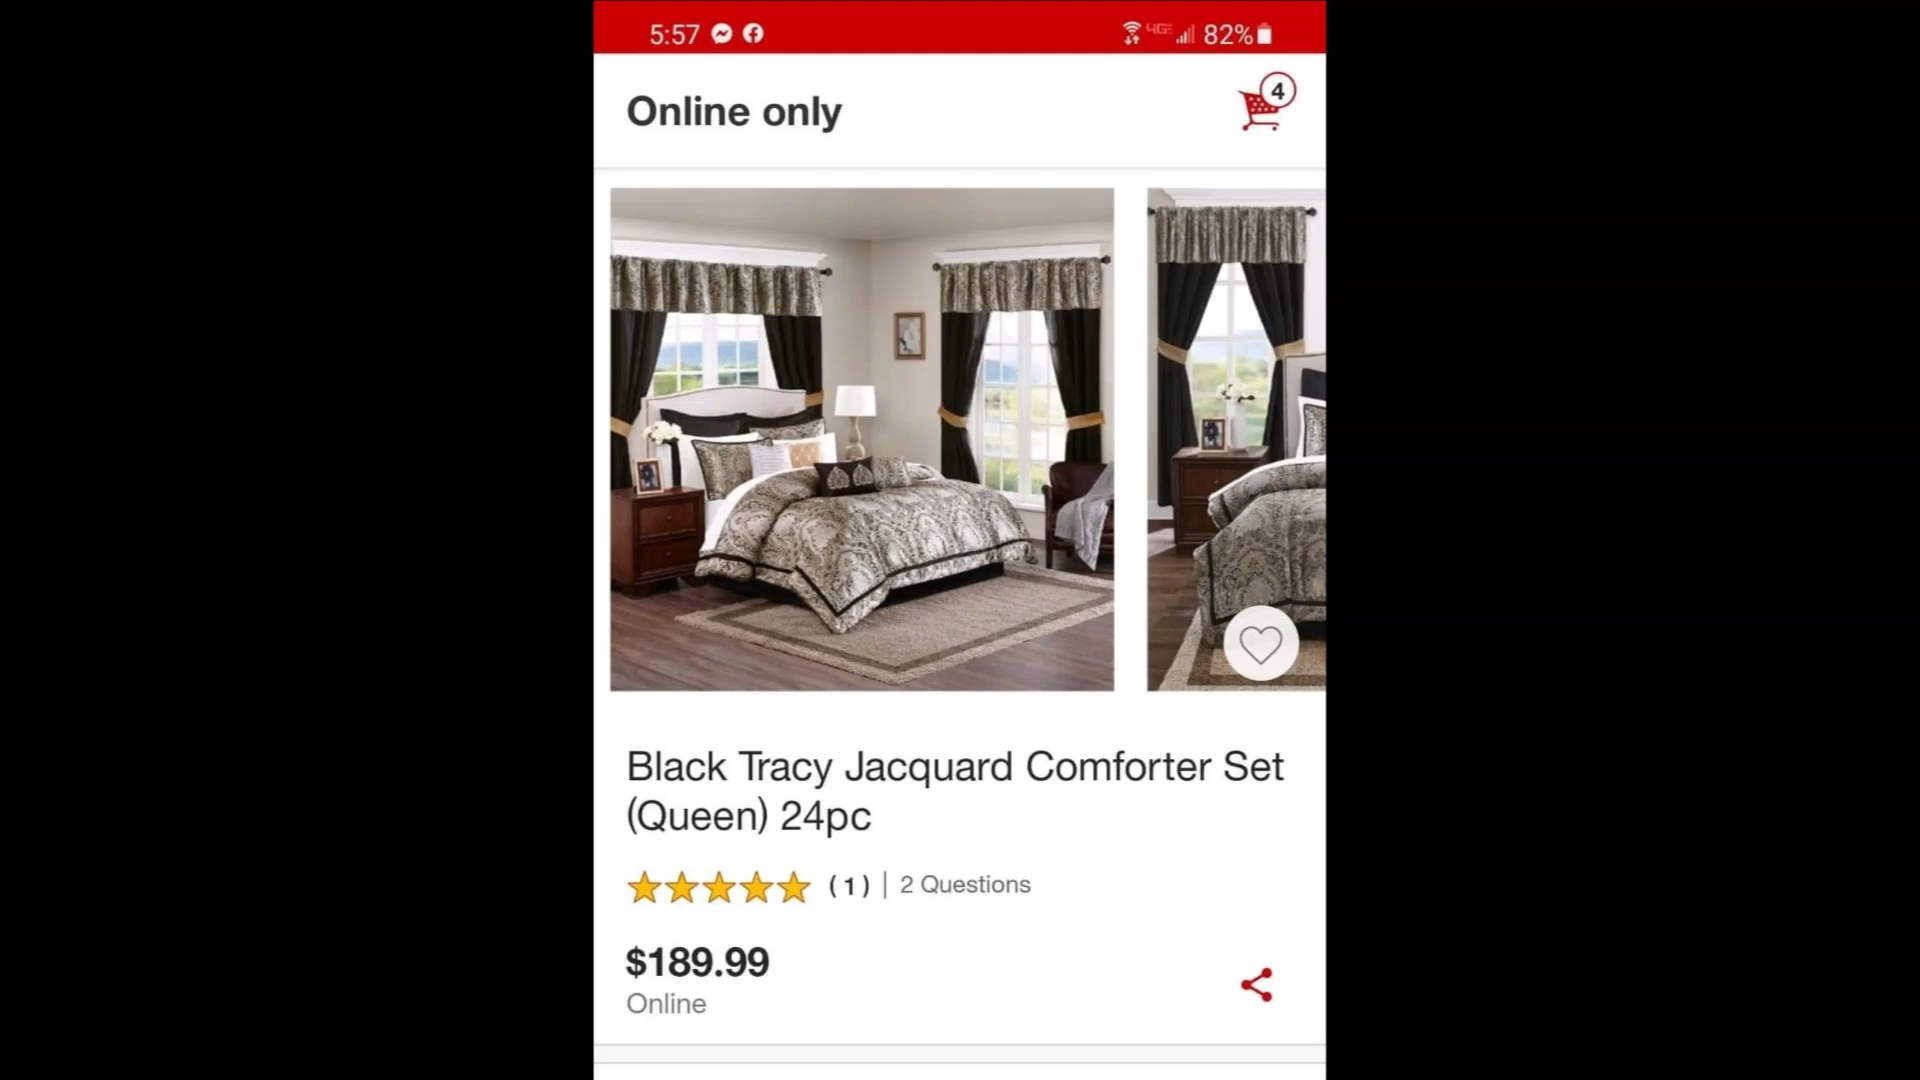 5:57 4GE 82%
Online only
4
Black Tracy Jacquard Comforter Set
(Queen) 24pc
(1) | 2 Questions
$189.99
Online